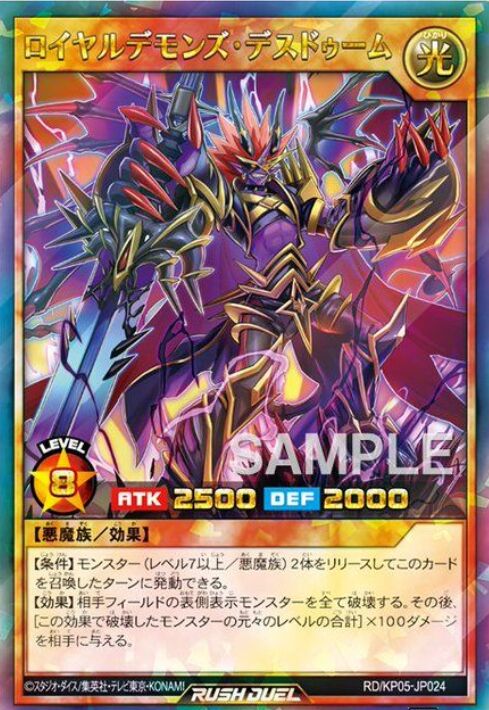 ロイヤルデモンズ・デスドゥーム
ひかり
光
SAMPLE
LEVEL
8
ATK 2500 DEF 2000
【悪魔族／効果】
【条件】モンスター（レベル7以上／悪魔族）2体をリリースしてこのカード
を召喚したターンに発動できる。
【効果】相手フィールドの表側表示モンスターを全て破壊する。その後、
［この効果で破壊したモンスターの元々のレベルの合計］×100ダメージ
を相手に与える。
©スタジオ・ダイス/集英社・テレビ東京・KONAMI
RUSH DUEL
RD/KP05-JP024